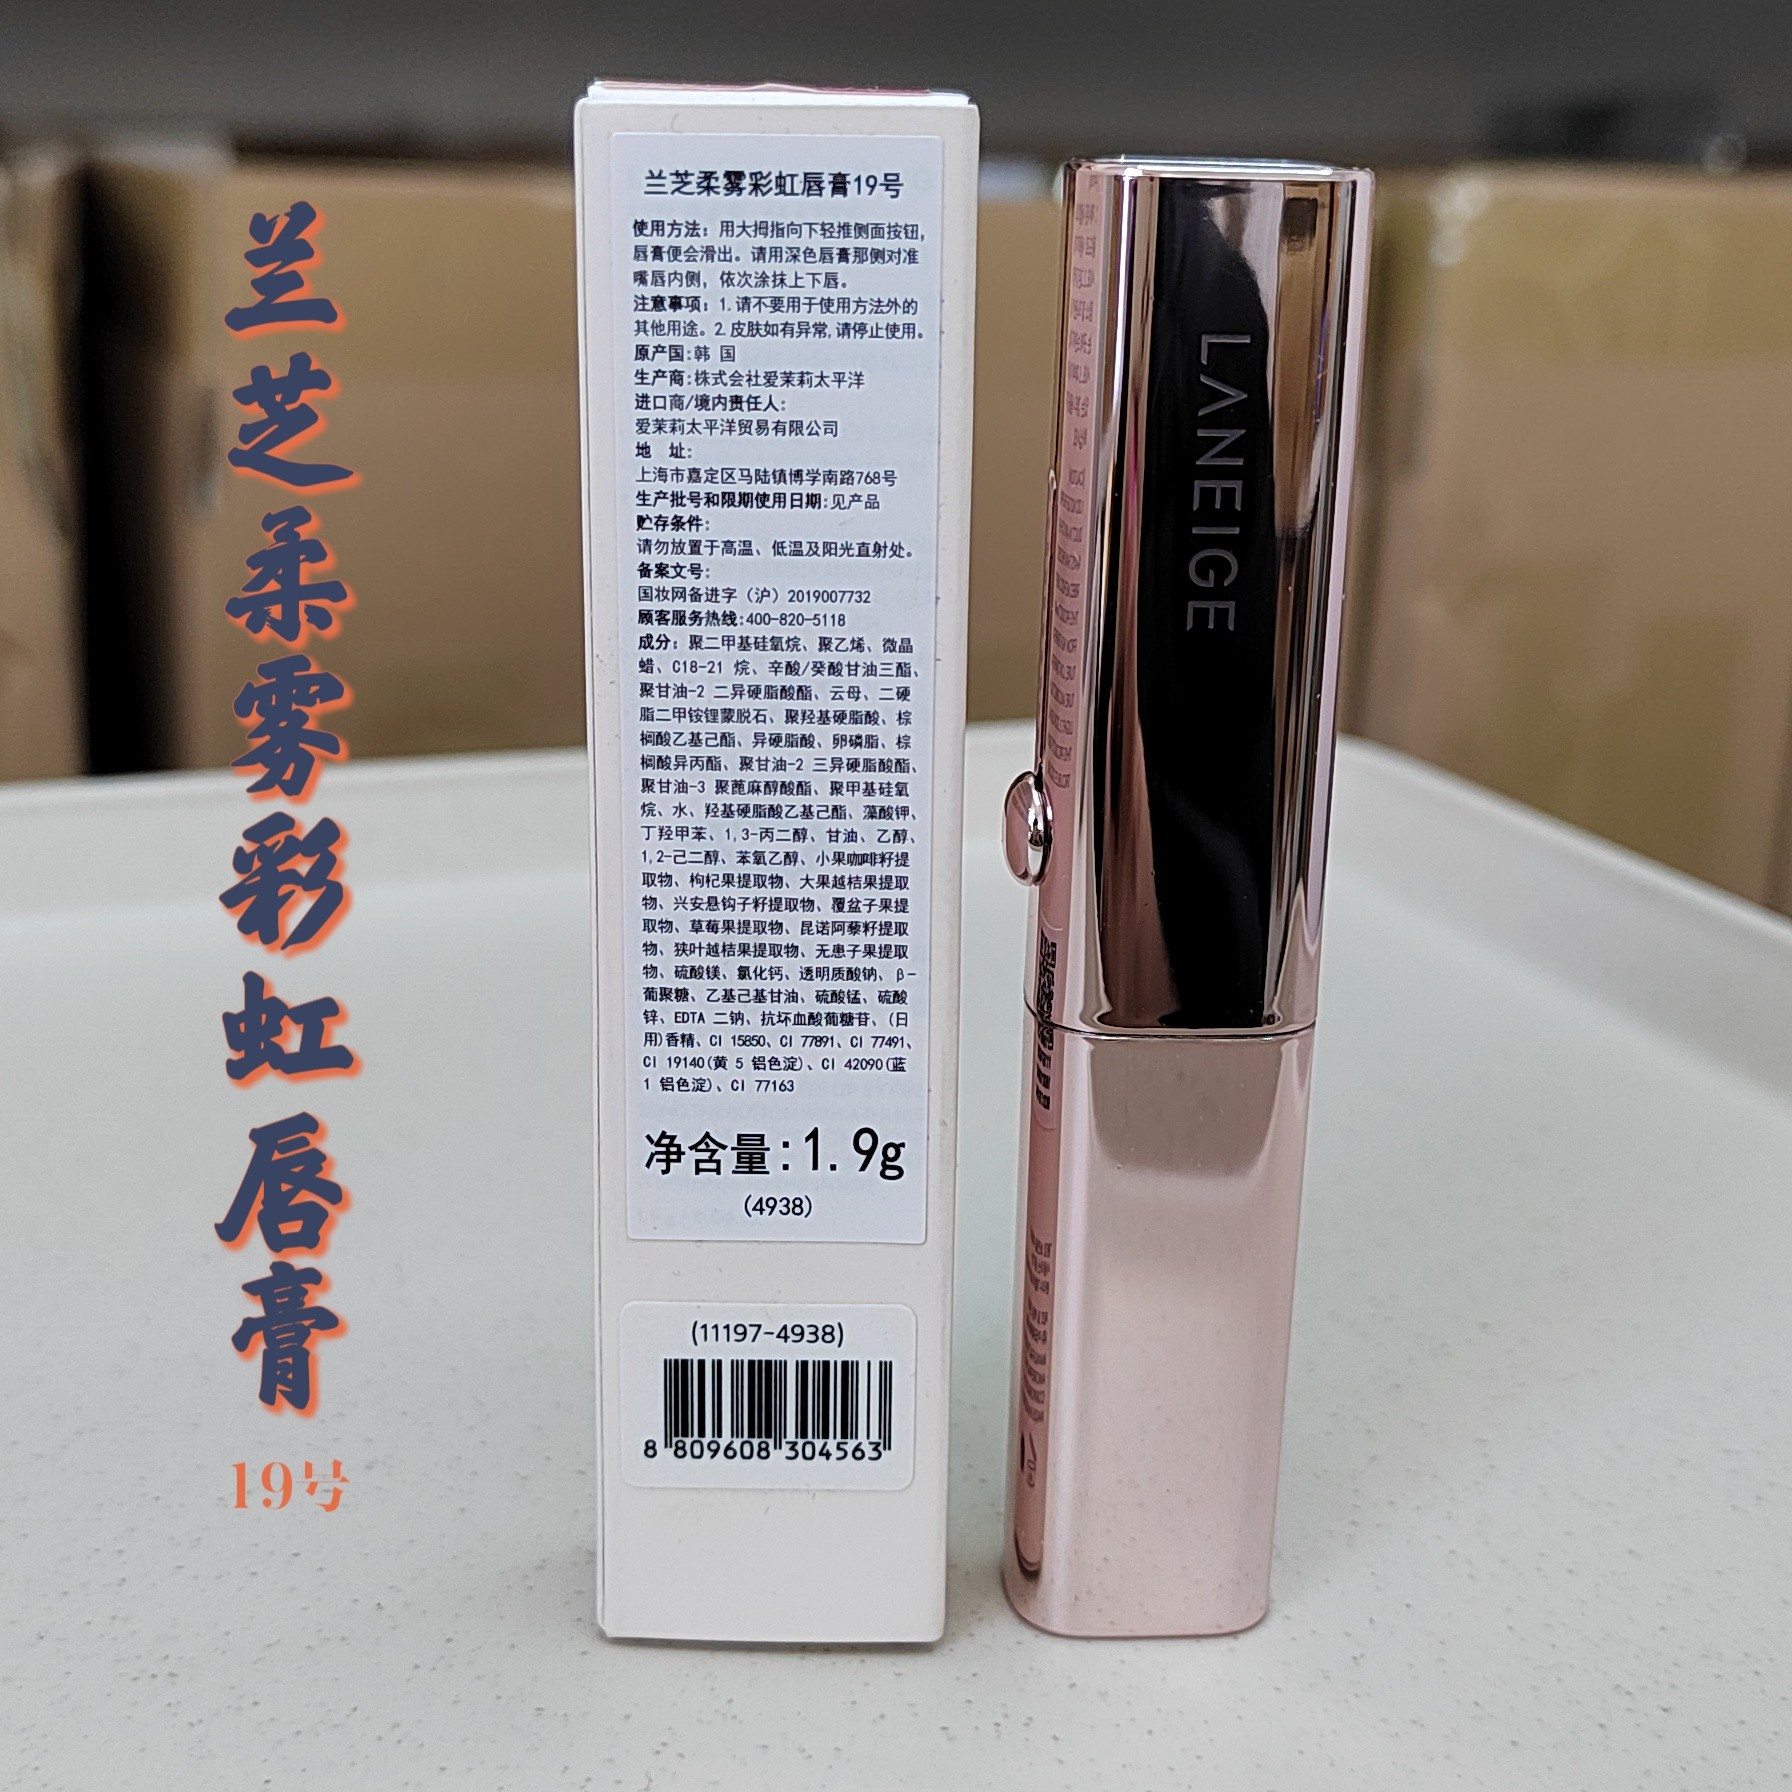 兰芝柔雾彩虹唇膏
19号
兰芝柔雾彩虹唇膏19号
使用方法：用大拇指向下轻推侧面按钮，
唇膏便会滑出。请用深色唇膏那侧对准
嘴唇内侧，依次涂抹上下唇。
注意事项：1.请不要用于使用方法外的
其他用途。2.皮肤如有异常,请停止使用。
原产国:韩 国
生产商:株式会社爱茉莉太平洋
进口商/境内责任人:
爱茉莉太平洋贸易有限公司
地 址:
上海市嘉定区马陆镇博学南路768号
生产批号和限期使用日期:见产品
贮存条件:
请勿放置于高温、低温及阳光直射处。
备案文号:
国妆网备进字（沪）2019007732
顾客服务热线:400-820-5118
成分：聚二甲基硅氧烷、聚乙烯、微晶
蜡、C18-21 烷、辛酸/癸酸甘油三酯、
聚甘油-2 二异硬脂酸酯、云母、二硬
脂二甲铵锂蒙脱石、聚羟基硬脂酸、棕
榈酸乙基己酯、异硬脂酸、卵磷脂、棕
榈酸异丙酯、聚甘油-2 三异硬脂酸酯、
聚甘油-3 聚蓖麻醇酸酯、聚甲基硅氧
烷、水、羟基硬脂酸乙基己酯、藻酸钾、
丁羟甲苯、1,3-丙二醇、甘油、乙醇、
1,2-己二醇、苯氧乙醇、小果咖啡籽提
取物、枸杞果提取物、大果越桔果提取
物、兴安悬钩子籽提取物、覆盆子果提
取物、草莓果提取物、昆诺阿藜籽提取
物、狭叶越桔果提取物、无患子果提取
物、硫酸镁、氯化钙、透明质酸钠、β-
葡聚糖、乙基己基甘油、硫酸锰、硫酸
锌、EDTA 二钠、抗坏血酸葡糖苷、(日
用)香精、CI 15850、CI 77891、CI 77491、
CI 19140(黄 5 铝色淀)、CI 42090(蓝
1 铝色淀)、CI 77163
净含量:1.9g
(4938)
(11197-4938)
8 809608 304563
LANEIGE